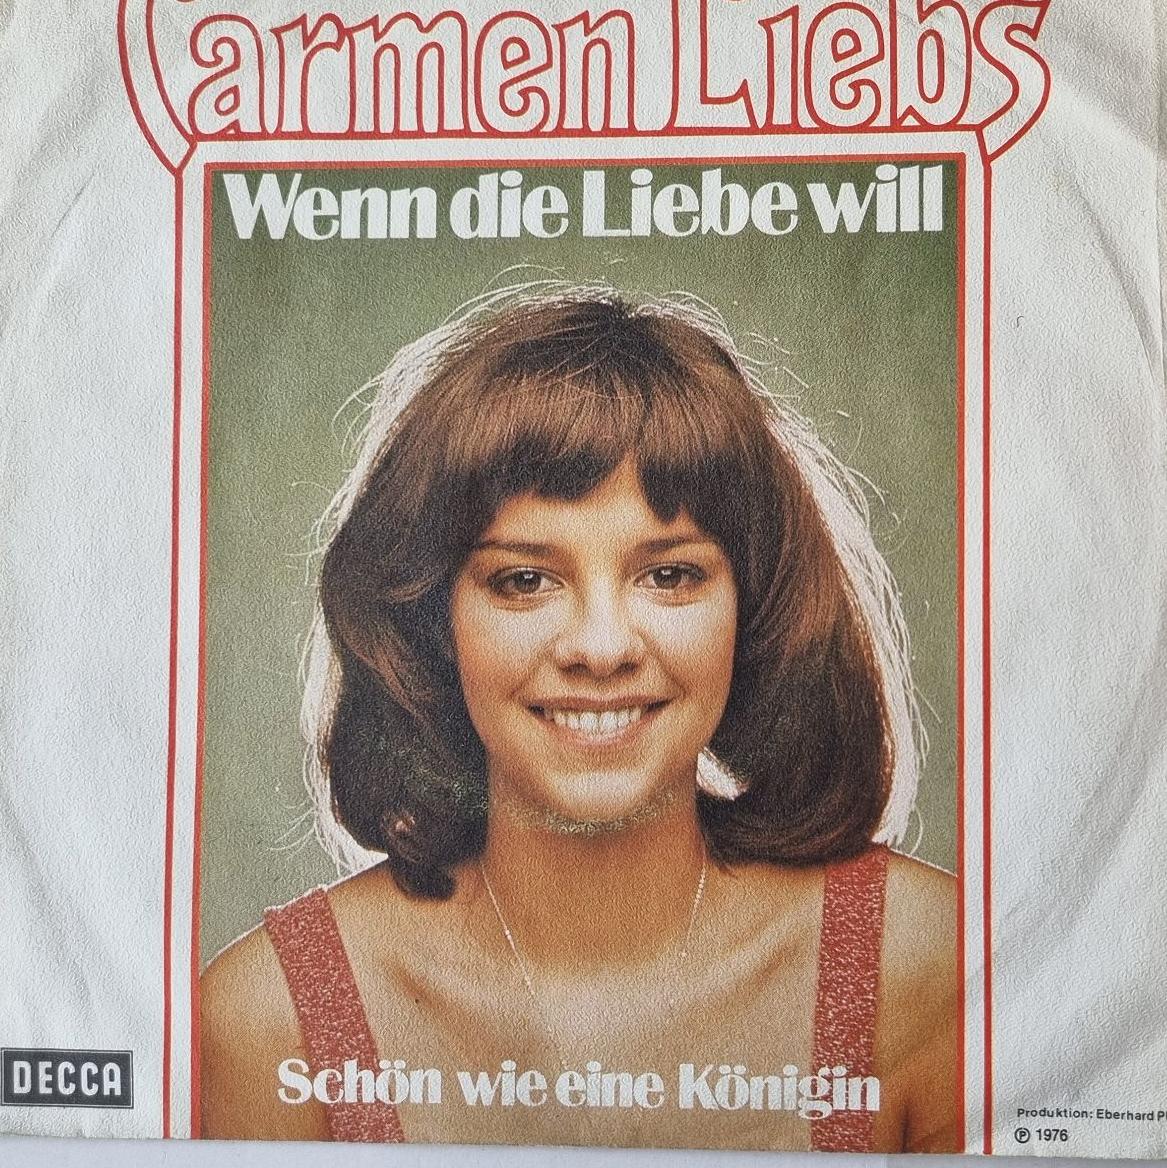 Carmen Liebs
Wenn die Liebe will
Schön wie eine Königin
DECCA
Produktion: Eberhard
℗ 1976